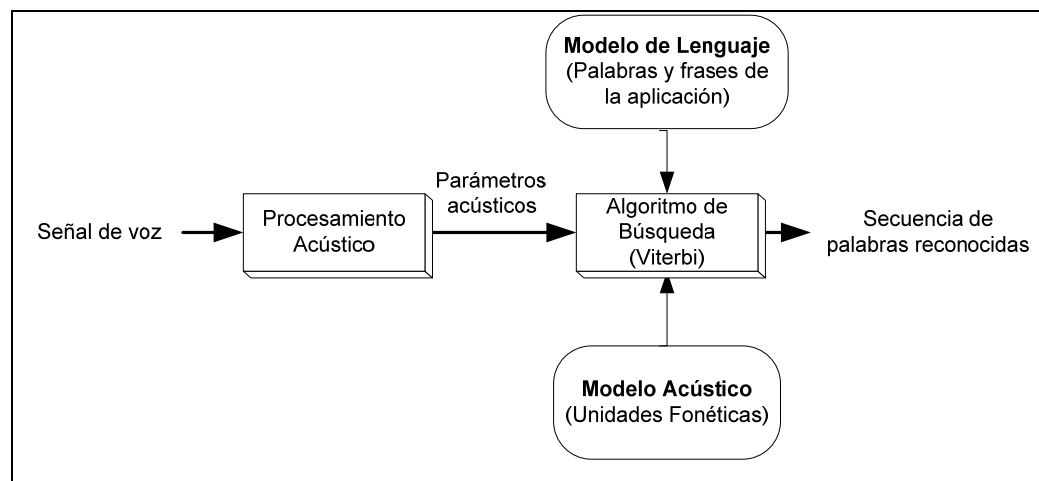 Modelo de Lenguaje
(Palabras y frases de
la aplicación)
Señal de voz
Procesamiento
Acústico
Parámetros
acústicos
Algoritmo de
Búsqueda
(Viterbi)
Secuencia de
palabras reconocidas
Modelo Acústico
(Unidades Fonéticas)